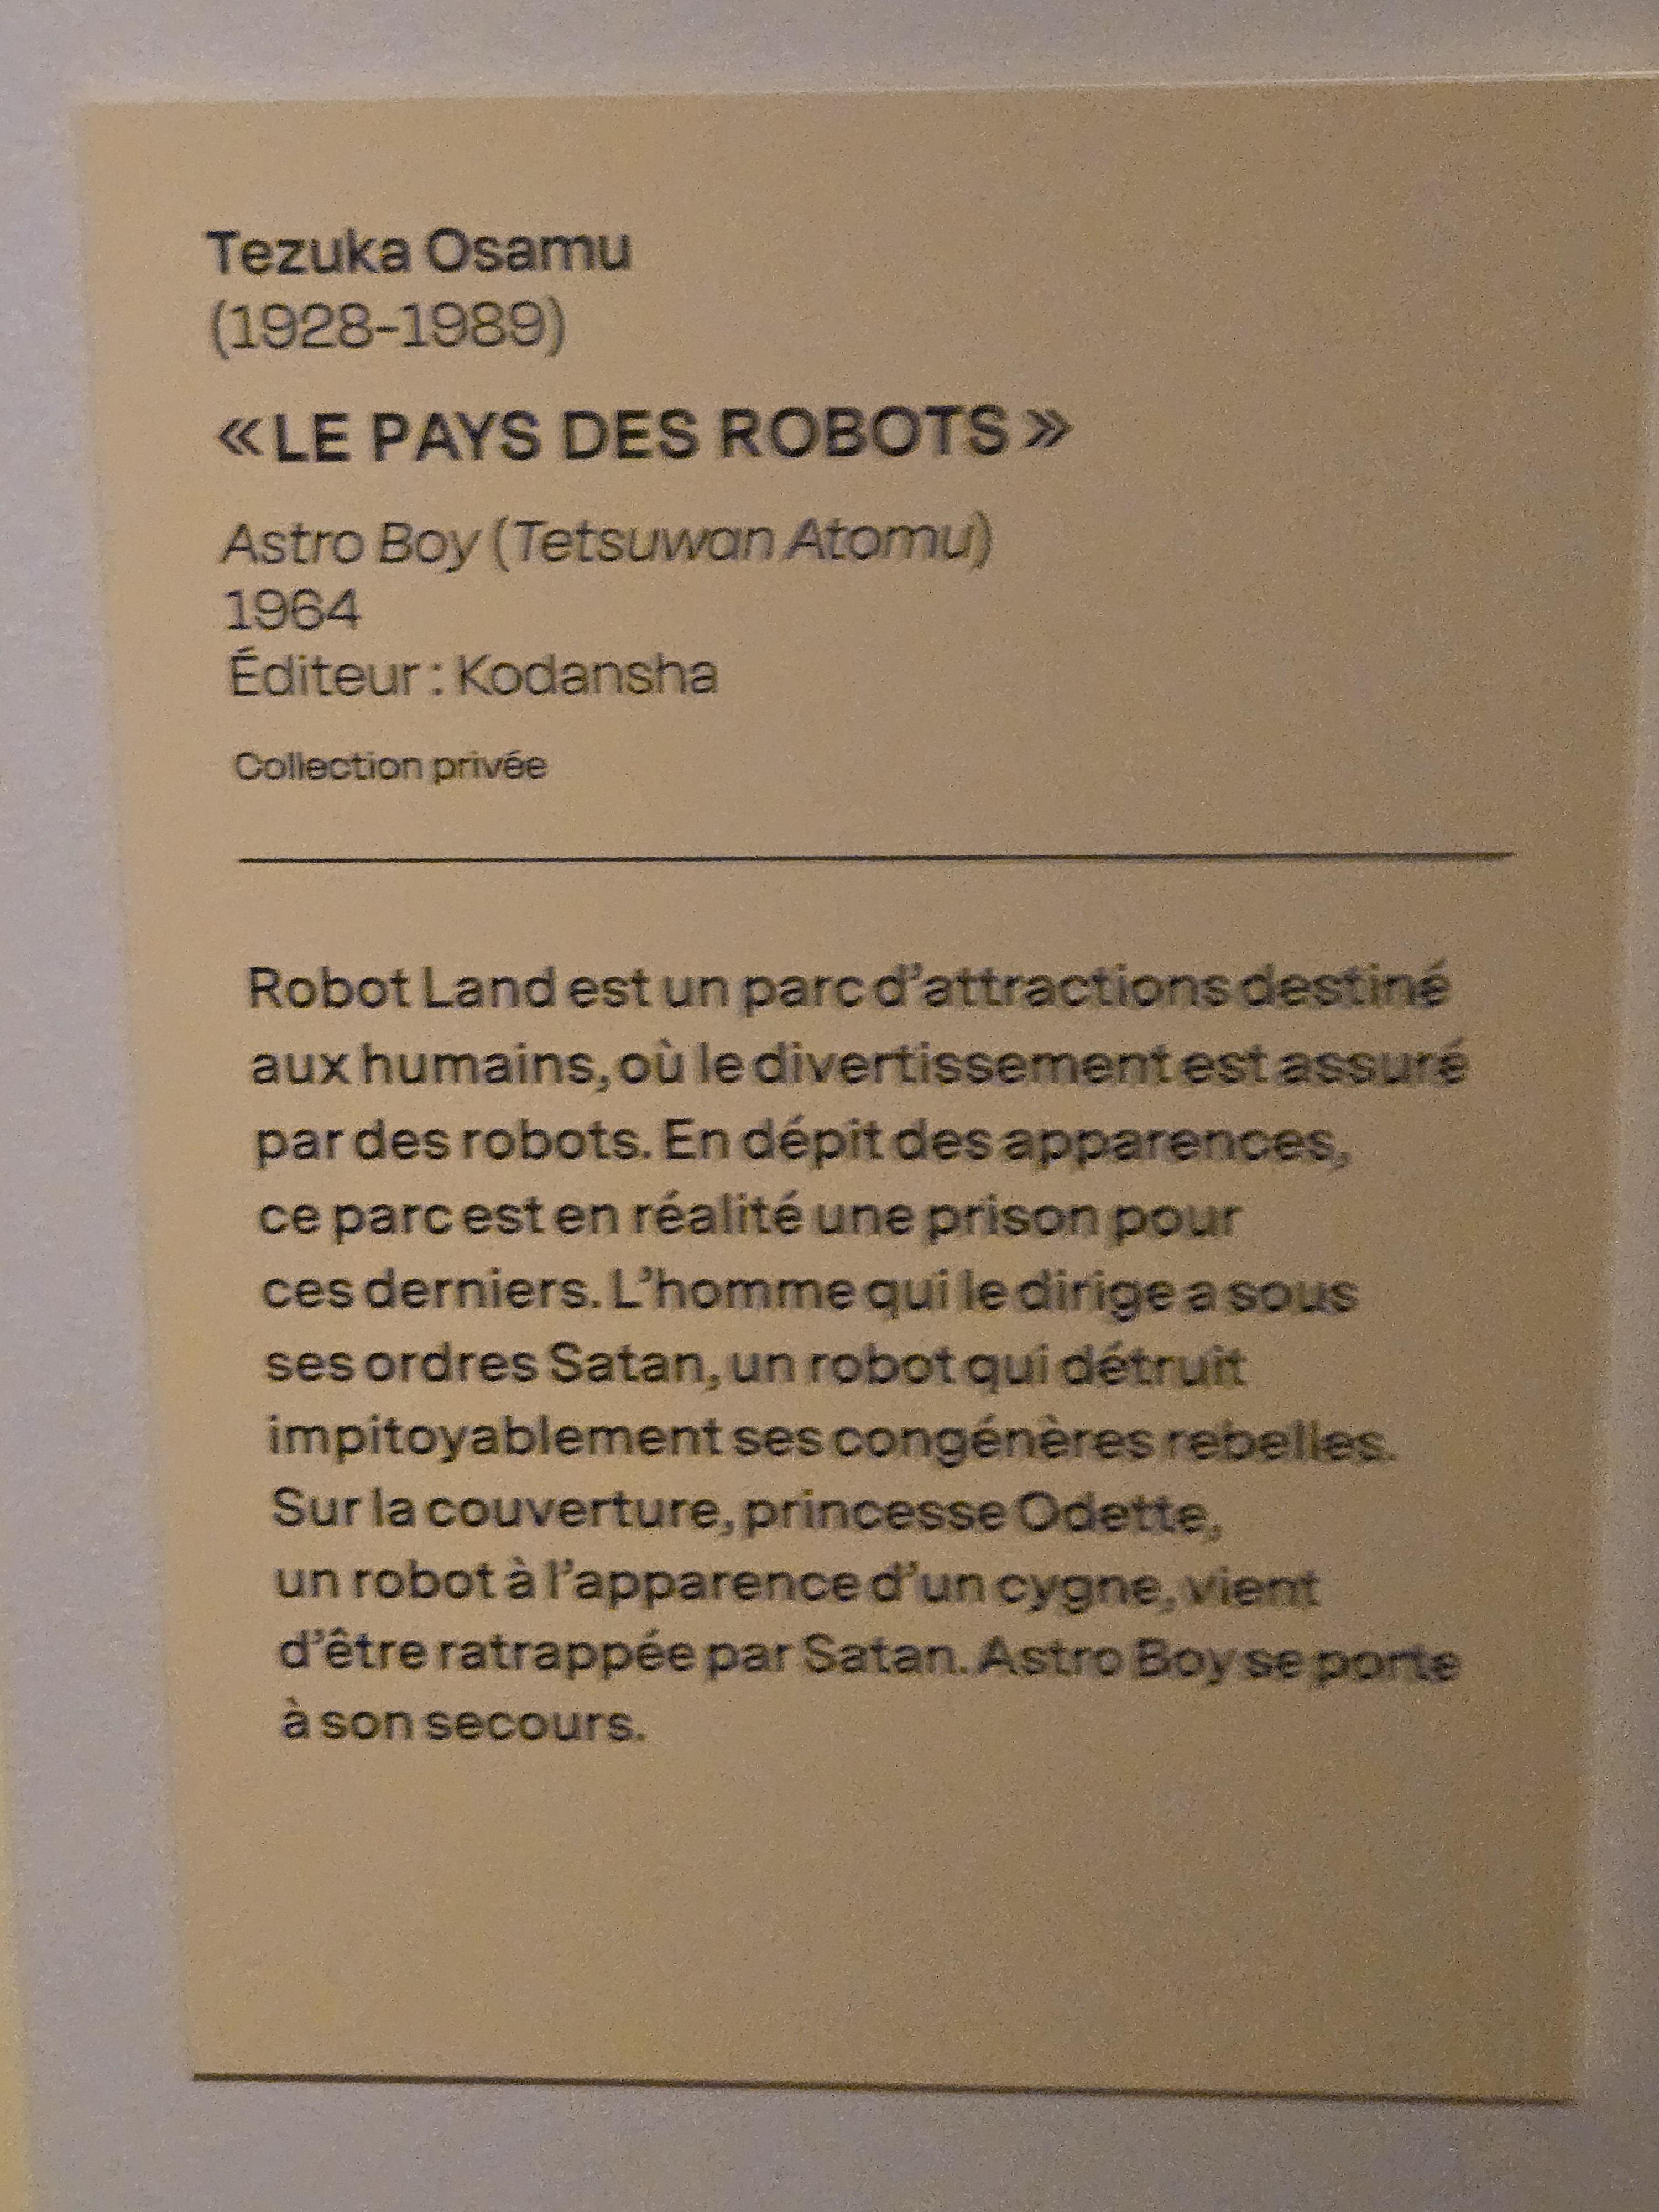 Tezuka Osamu
(1928-1989)
«LE PAYS DES ROBOTS»
Astro Boy (Tetsuwan Atomu)
1964
Éditeur : Kodansha
Collection privée
Robot Land est un parc d’attractions destiné
aux humains, où le divertissement est assuré
par des robots. En dépit des apparences,
ce parc est en réalité une prison pour
ces derniers. L’homme qui le dirige a sous
ses ordres Satan, un robot qui détruit
impitoyablement ses congénères rebelles.
Sur la couverture, princesse Odette,
un robot à l’apparence d’un cygne, vient
d’être ratrappée par Satan. Astro Boy se porte
à son secours.